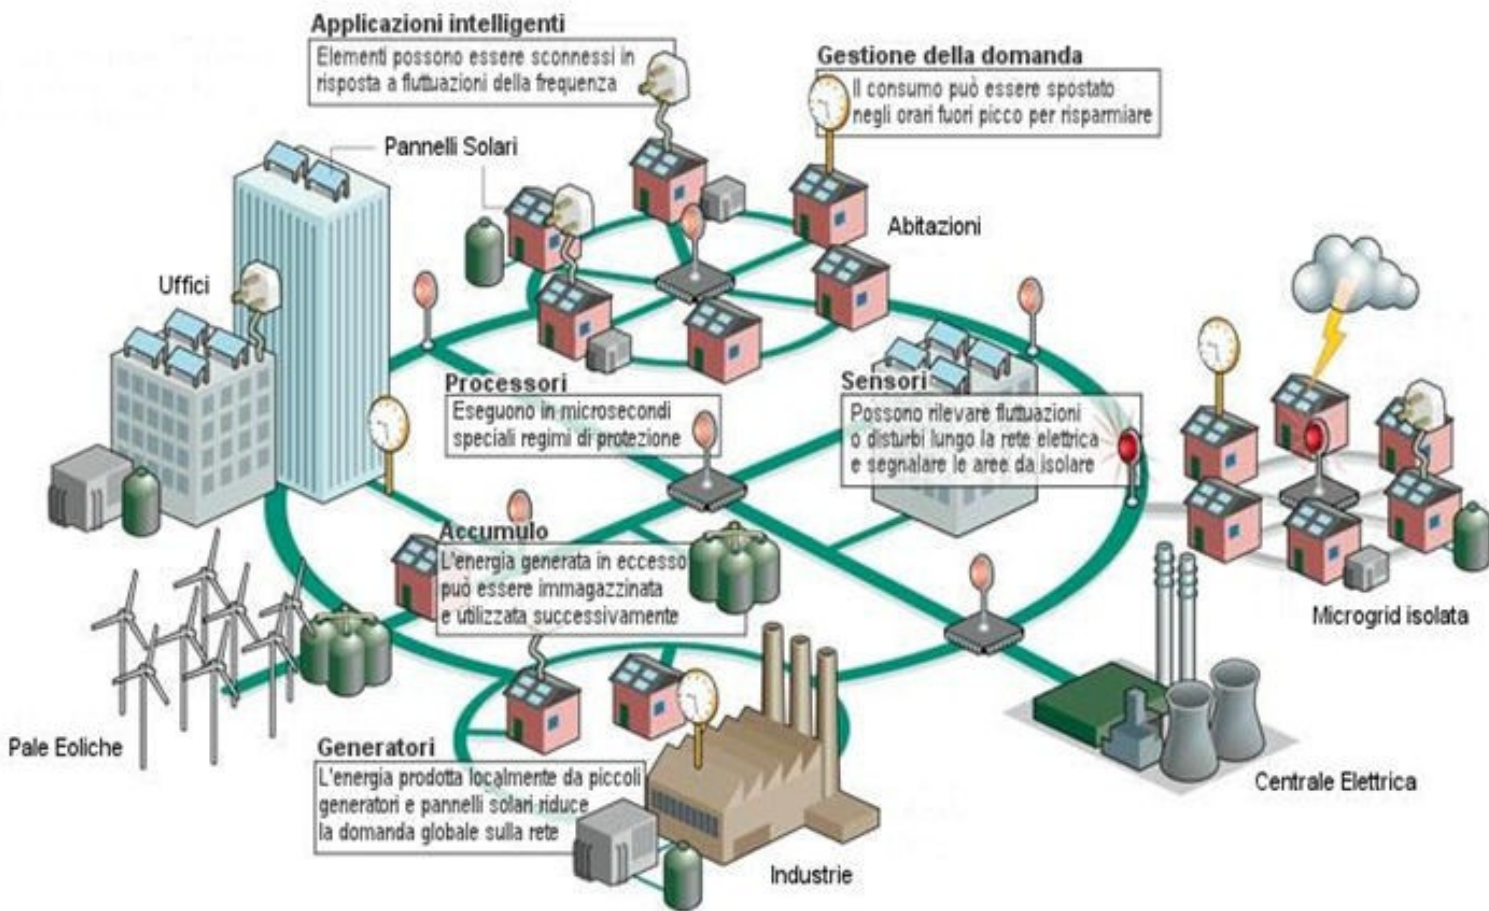 Applicazioni intelligenti
Elementi possono essere sconnessi in
risposta a fluttuazioni della frequenza
Gestione della domanda
Il consumo può essere spostato
negli orari fuori picco per risparmiare
Pannelli Solari
Abitazioni
Uffici
Processori
Eseguono in microsecondi
speciali regimi di protezione
Sensori
Possono rilevare fluttuazioni
o disturbi lungo la rete elettrica
e segnalare le aree da isolare
Accumulo
L'energia generata in eccesso
può essere immagazzinata
e utilizzata successivamente
Microgrid isolata
Pale Eoliche
Generatori
L'energia prodotta localmente da piccoli
generatori e pannelli solari riduce
la domanda globale sulla rete
Centrale Elettrica
Industrie